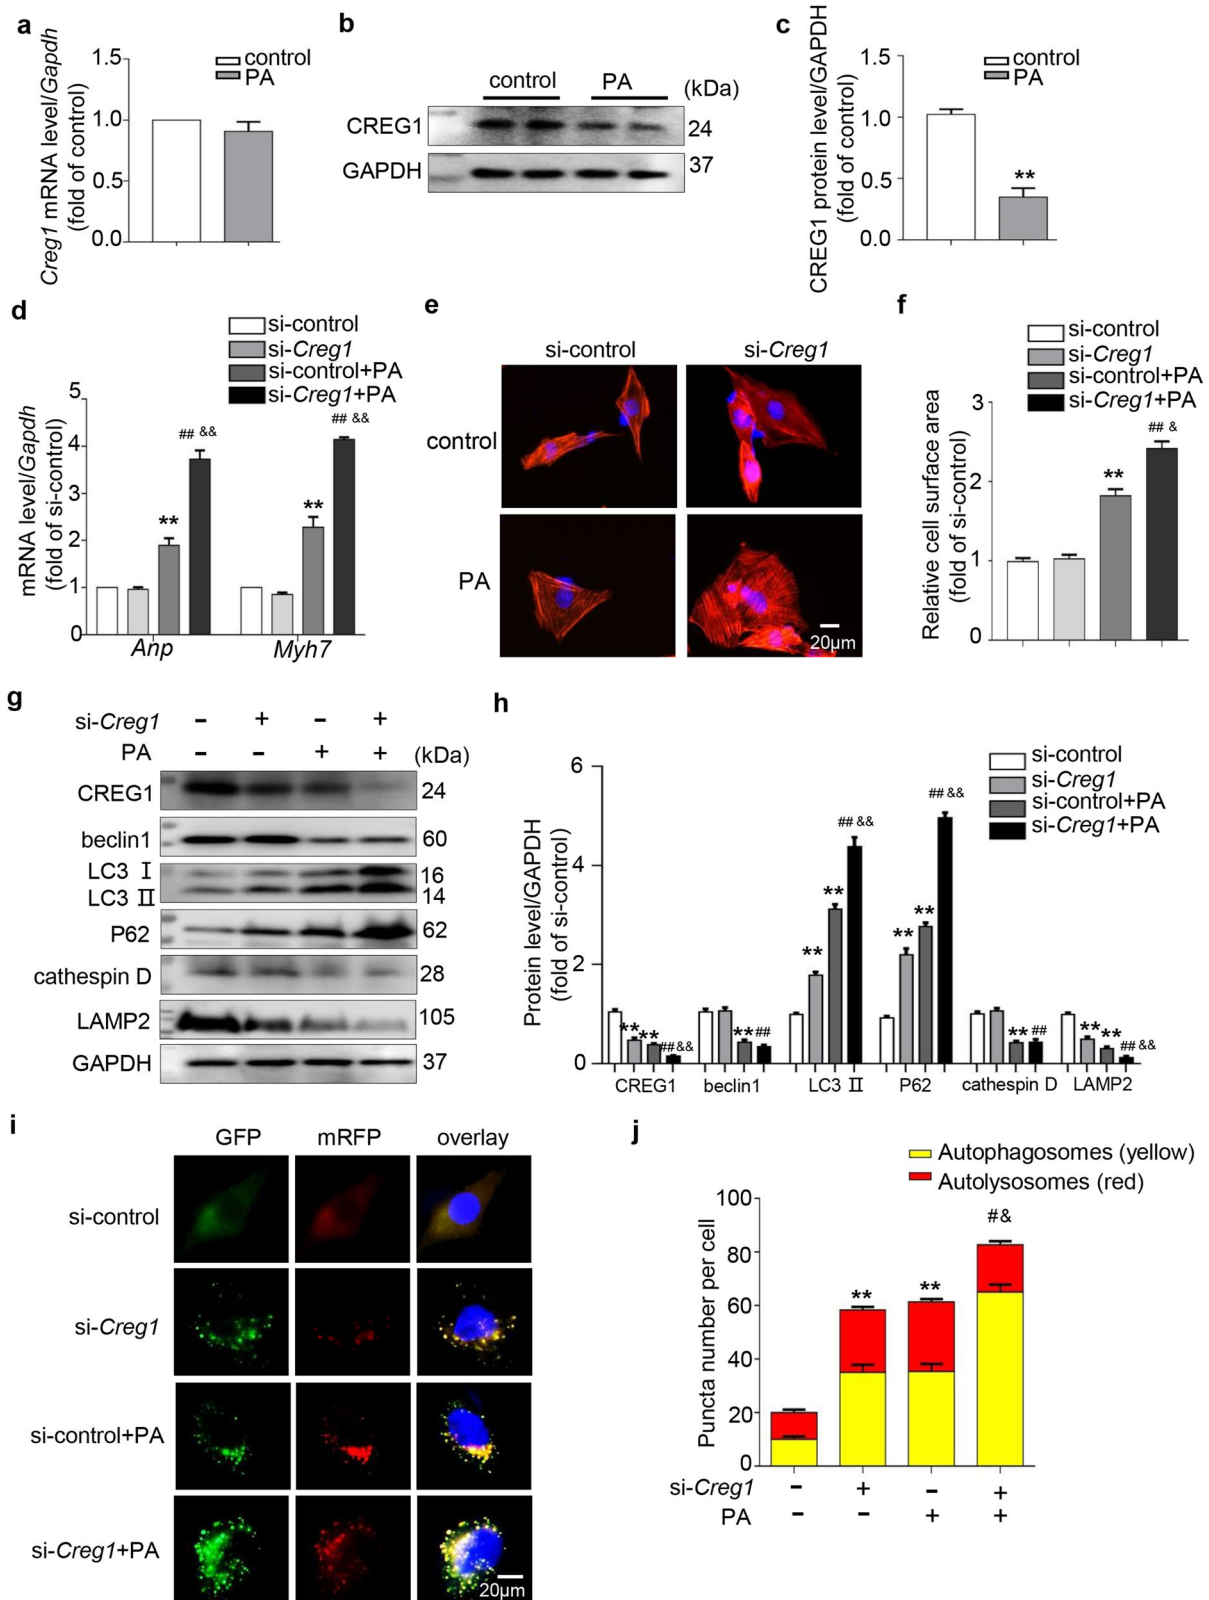 a
Creg1 mRNA level/Gapdh
(fold of control)
1.5
1.0
0.5
0.0
control
PA
b
control PA (kDa)
CREG1 24
GAPDH 37
c
CREG1 protein level/GAPDH
(fold of control)
1.5
1.0
0.5
0.0
control
PA
**
d
si-control
si-Creg1
si-control+PA
si-Creg1+PA
mRNA level/Gapdh
(fold of si-control)
5
4
3
2
1
0
** ## &&
** ## &&
Anp Myh7
e
si-control si-Creg1
control
PA
20μm
f
si-control
si-Creg1
si-control+PA
si-Creg1+PA
Relative cell surface area
(fold of si-control)
3
2
1
0
** ## &
g
si-Creg1 - + - +
PA - - + + (kDa)
CREG1 24
beclin1 60
LC3 I 16
LC3 II 14
P62 62
cathespin D 28
LAMP2 105
GAPDH 37
h
si-control
si-Creg1
si-control+PA
si-Creg1+PA
Protein level/GAPDH
(fold of si-control)
6
4
2
0
** ** ## &&
** ##
** ** ## &&
** ** ## &&
** ##
** ** ## &&
CREG1 beclin1 LC3 II P62 cathespin D LAMP2
i
GFP mRFP overlay
si-control
si-Creg1
si-control+PA
si-Creg1+PA
20μm
j
Autophagosomes (yellow)
Autolysosomes (red)
Puncta number per cell
100
80
60
40
20
0
** ** #&
si-Creg1 - + - +
PA - - + +